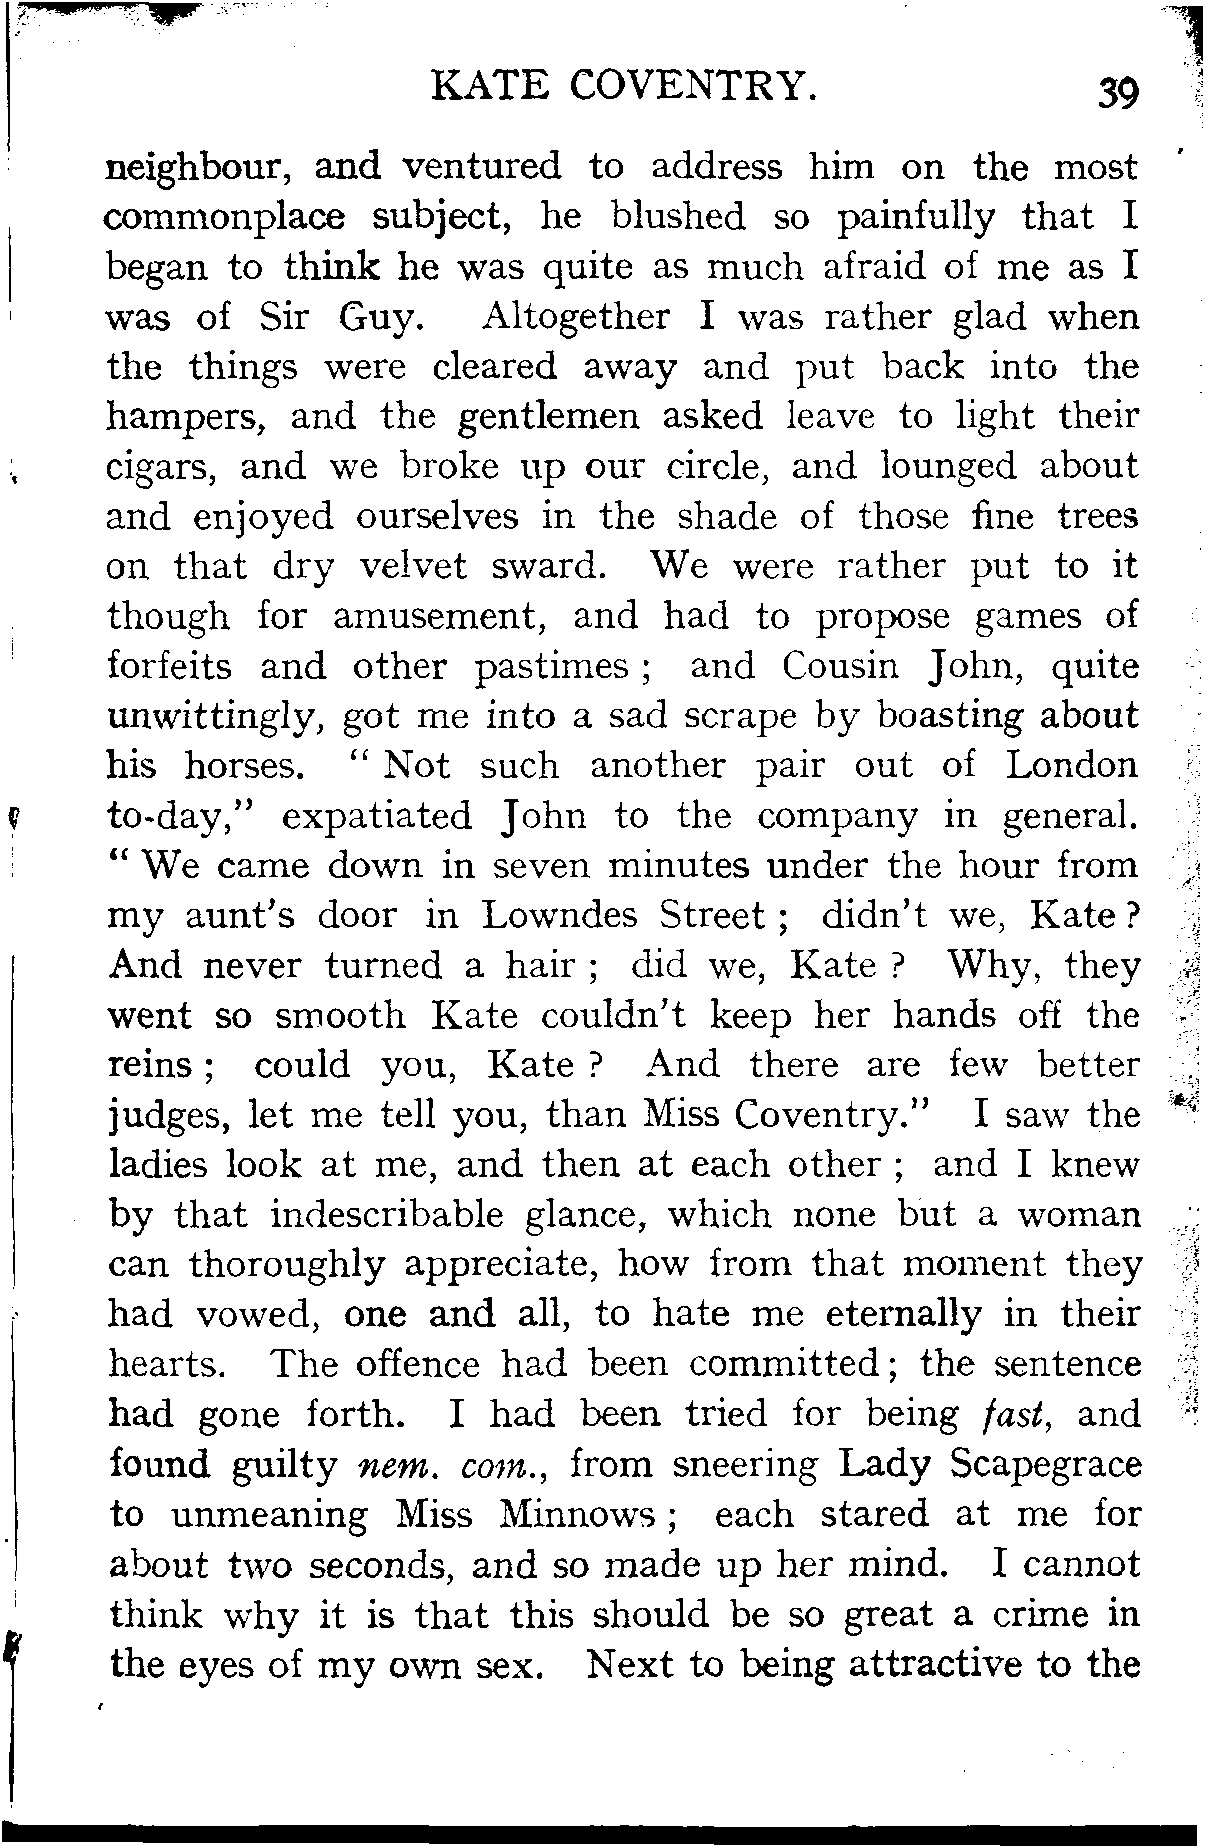 KATE COVENTRY. 39
neighbour, and ventured to address him on the most
commonplace subject, he blushed so painfully that I
began to think he was quite as much afraid of me as I
was of Sir Guy. Altogether I was rather glad when
the things were cleared away and put back into the
hampers, and the gentlemen asked leave to light their
cigars, and we broke up our circle, and lounged about
and enjoyed ourselves in the shade of those fine trees
on that dry velvet sward. We were rather put to it
though for amusement, and had to propose games of
forfeits and other pastimes ; and Cousin John, quite
unwittingly, got me into a sad scrape by boasting about
his horses. “ Not such another pair out of London
to-day,” expatiated John to the company in general.
“ We came down in seven minutes under the hour from
my aunt’s door in Lowndes Street ; didn’t we, Kate ?
And never turned a hair ; did we, Kate ? Why, they
went so smooth Kate couldn’t keep her hands off the
reins ; could you, Kate ? And there are few better
judges, let me tell you, than Miss Coventry.” I saw the
ladies look at me, and then at each other ; and I knew
by that indescribable glance, which none but a woman
can thoroughly appreciate, how from that moment they
had vowed, one and all, to hate me eternally in their
hearts. The offence had been committed ; the sentence
had gone forth. I had been tried for being fast, and
found guilty nem. com., from sneering Lady Scapegrace
to unmeaning Miss Minnows ; each stared at me for
about two seconds, and so made up her mind. I cannot
think why it is that this should be so great a crime in
the eyes of my own sex. Next to being attractive to the